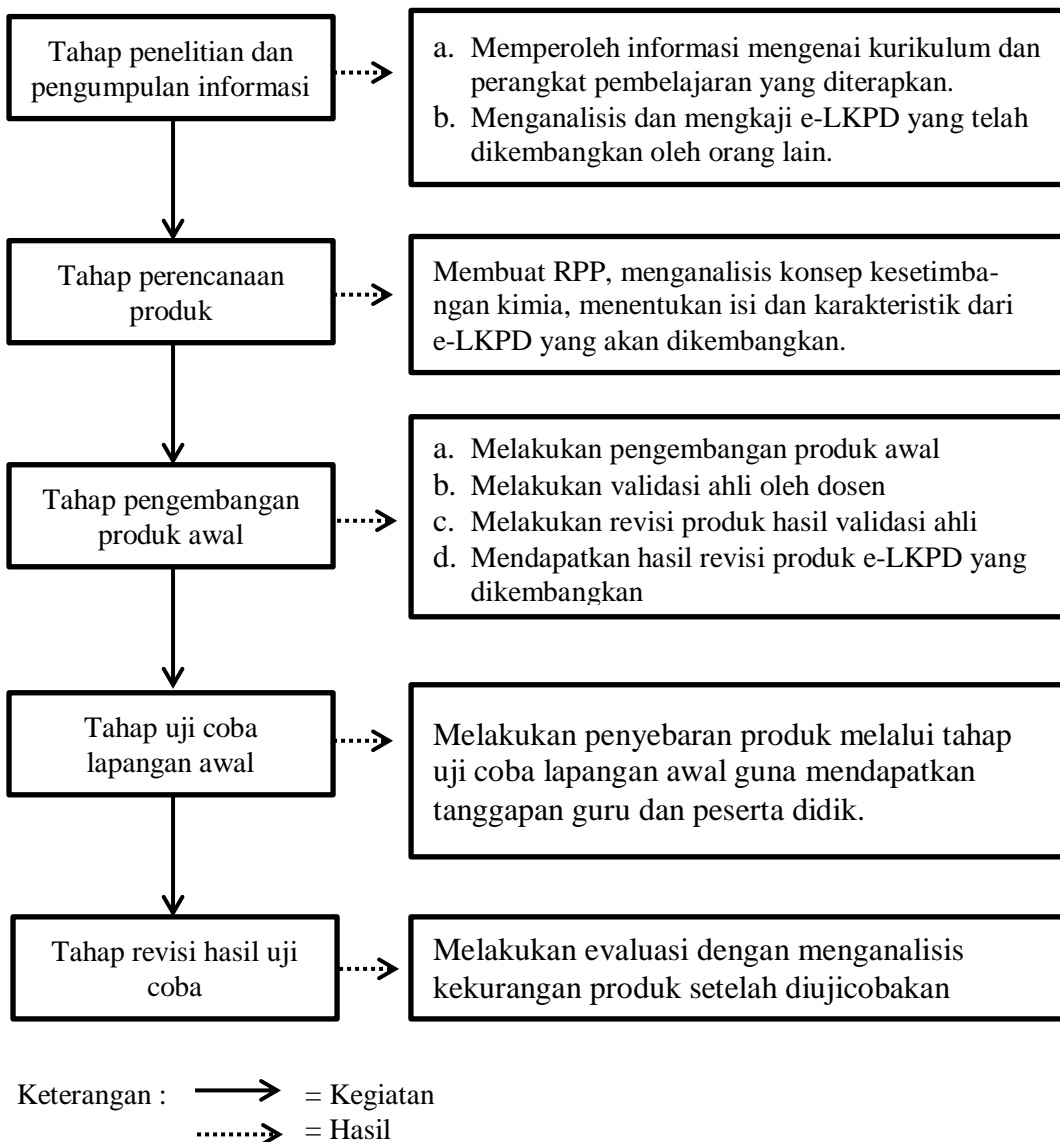 Tahap penelitian dan
pengumpulan informasi
a. Memperoleh informasi mengenai kurikulum dan
perangkat pembelajaran yang diterapkan.
b. Menganalisis dan mengkaji e-LKPD yang telah
dikembangkan oleh orang lain.
Tahap perencanaan
produk
Membuat RPP, menganalisis konsep kesetimba-
ngan kimia, menentukan isi dan karakteristik dari
e-LKPD yang akan dikembangkan.
Tahap pengembangan
produk awal
a. Melakukan pengembangan produk awal
b. Melakukan validasi ahli oleh dosen
c. Melakukan revisi produk hasil validasi ahli
d. Mendapatkan hasil revisi produk e-LKPD yang
dikembangkan
Tahap uji coba
lapangan awal
Melakukan penyebaran produk melalui tahap
uji coba lapangan awal guna mendapatkan
tanggapan guru dan peserta didik.
Tahap revisi hasil uji
coba
Melakukan evaluasi dengan menganalisis
kekurangan produk setelah diujicobakan
Keterangan : = Kegiatan
= Hasil